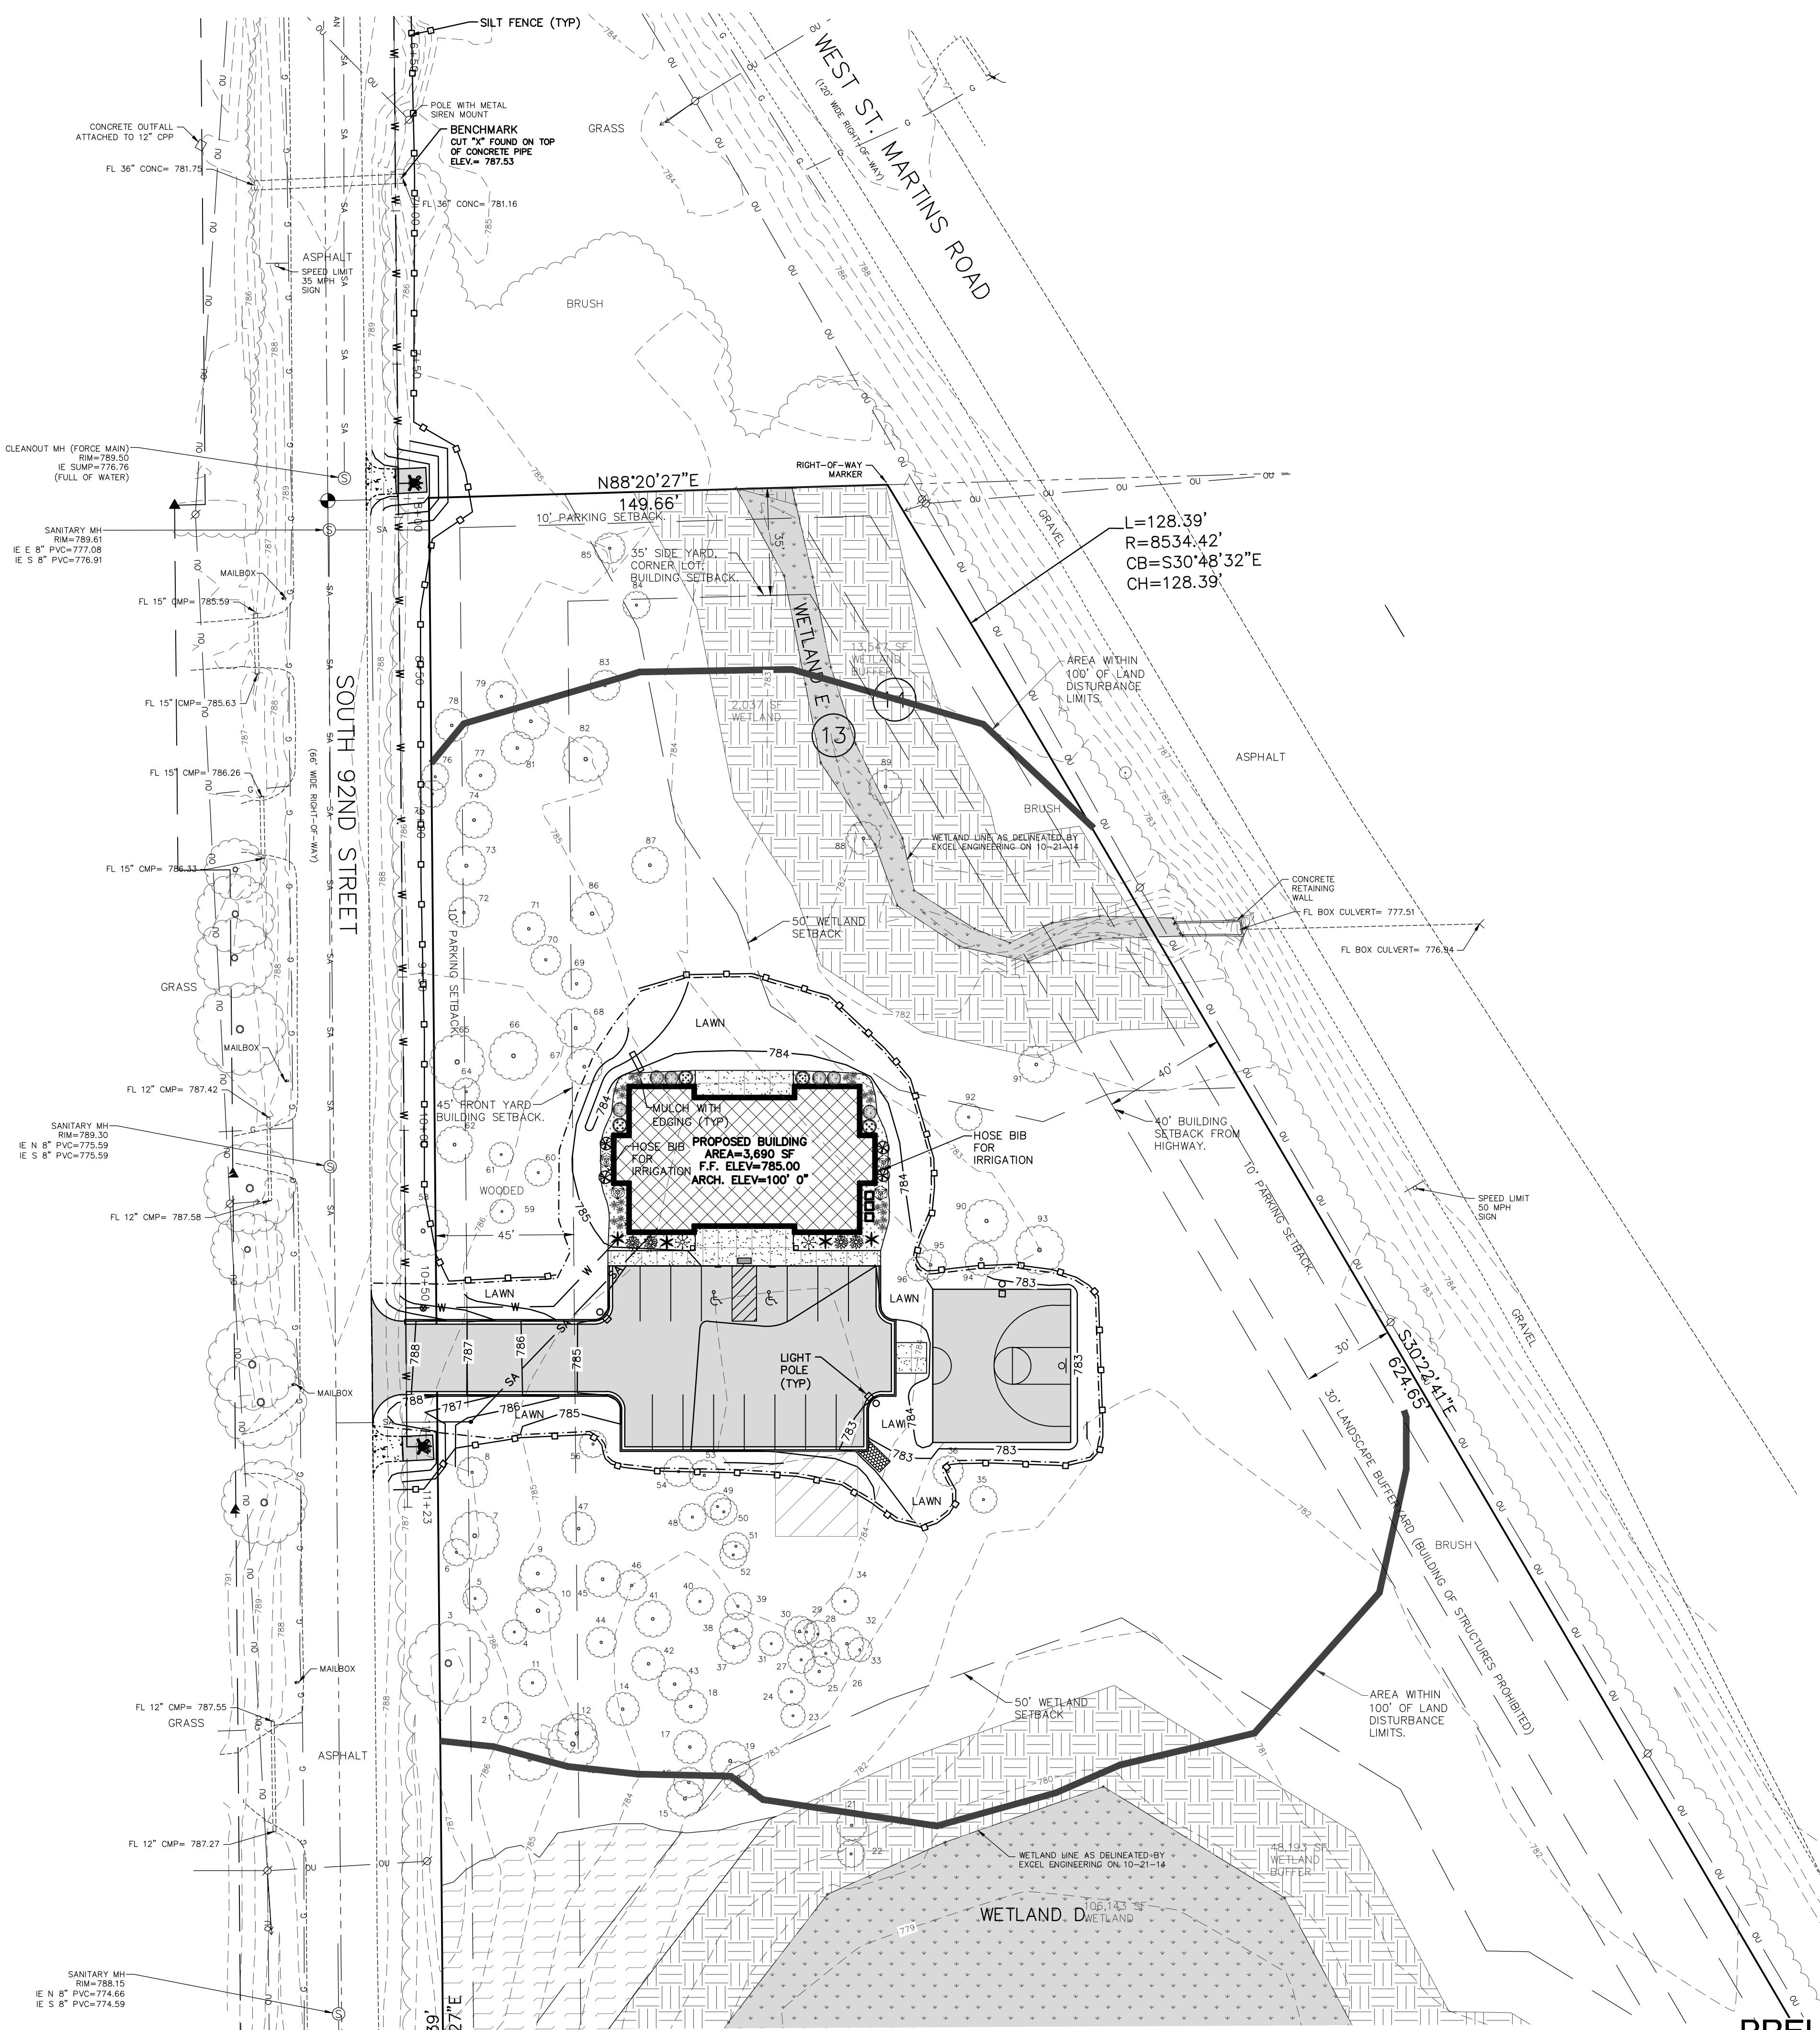 SILT FENCE (TYP)
WEST ST. MARTINS ROAD
(120' WIDE RIGHT-OF-WAY)
POLE WITH METAL
SIREN MOUNT
BENCHMARK
CUT "X" FOUND ON TOP
OF CONCRETE PIPE
ELEV.= 787.53
GRASS
CONCRETE OUTFALL
ATTACHED TO 12" CPP
FL 36" CONC= 781.75
FL 36" CONC= 781.16
ASPHALT
SPEED LIMIT
35 MPH
SIGN
BRUSH
CLEANOUT MH (FORCE MAIN)
RIM=789.50
IE SUMP=776.76
(FULL OF WATER)
RIGHT-OF-WAY
MARKER
N88°20'27"E
149.66'
10' PARKING SETBACK.
L=128.39'
R=8534.42'
CB=S30°48'32"E
CH=128.39'
GRAVEL
SANITARY MH
RIM=789.61
IE E 8" PVC=777.08
IE S 8" PVC=776.91
MAILBOX
FL 15" CMP= 785.59
35' SIDE YARD,
CORNER LOT,
BUILDING SETBACK.
35'
WETLAND E
13,547 SF
WETLAND
BUFFER
AREA WITHIN
100' OF LAND
DISTURBANCE
LIMITS.
2,037 SF
WETLAND
11
13
SOUTH 92ND STREET
(66' WIDE RIGHT-OF-WAY)
FL 15" CMP= 785.63
FL 15" CMP= 786.26
FL 15" CMP= 786.33
ASPHALT
BRUSH
WETLAND LINE AS DELINEATED BY
EXCEL ENGINEERING ON 10-21-14
CONCRETE
RETAINING
WALL
FL BOX CULVERT= 777.51
FL BOX CULVERT= 776.94
50' WETLAND
SETBACK
10' PARKING SETBACK.
GRASS
LAWN
MAILBOX
FL 12" CMP= 787.42
45' FRONT YARD
BUILDING SETBACK.
784
40'
40' BUILDING
SETBACK FROM
HIGHWAY.
MULCH WITH
EDGING (TYP)
HOSE BIB
FOR
IRRIGATION
PROPOSED BUILDING
AREA=3,690 SF
F.F. ELEV=785.00
ARCH. ELEV=100' 0"
HOSE BIB
FOR
IRRIGATION
SANITARY MH
RIM=789.30
IE N 8" PVC=775.59
IE S 8" PVC=775.59
WOODED
FL 12" CMP= 787.58
45'
10' PARKING SETBACK.
SPEED LIMIT
50 MPH
SIGN
GRAVEL
LAWN
LAWN
783
788
787
786
785
LIGHT
POLE
(TYP)
30'
S30°22'41"E
624.65'
MAILBOX
LAWN
LAWN
783
LAWN
30' LANDSCAPE BUFFER YARD (BUILDING OF STRUCTURES PROHIBITED)
BRUSH
MAILBOX
FL 12" CMP= 787.55
GRASS
ASPHALT
50' WETLAND
SETBACK
AREA WITHIN
100' OF LAND
DISTURBANCE
LIMITS.
FL 12" CMP= 787.27
WETLAND LINE AS DELINEATED BY
EXCEL ENGINEERING ON 10-21-14
48,193 SF
WETLAND
BUFFER
WETLAND D
106,143 SF
WETLAND
779
SANITARY MH
RIM=788.15
IE N 8" PVC=774.66
IE S 8" PVC=774.59
39'
27"E